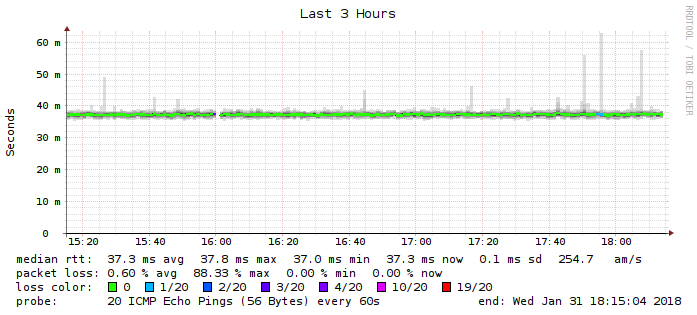 Last 3 Hours
RRDTOOL / TOBI OETIKER
Seconds
60 m
50 m
40 m
30 m
20 m
10 m
0
15:20 15:40 16:00 16:20 16:40 17:00 17:20 17:40 18:00
median rtt: 37.3 ms avg 37.8 ms max 37.0 ms min 37.3 ms now 0.1 ms sd 254.7 am/s
packet loss: 0.60 % avg 88.33 % max 0.00 % min 0.00 % now
loss color: 0 1/20 2/20 3/20 4/20 10/20 19/20
probe: 20 ICMP Echo Pings (56 Bytes) every 60s end: Wed Jan 31 18:15:04 2018